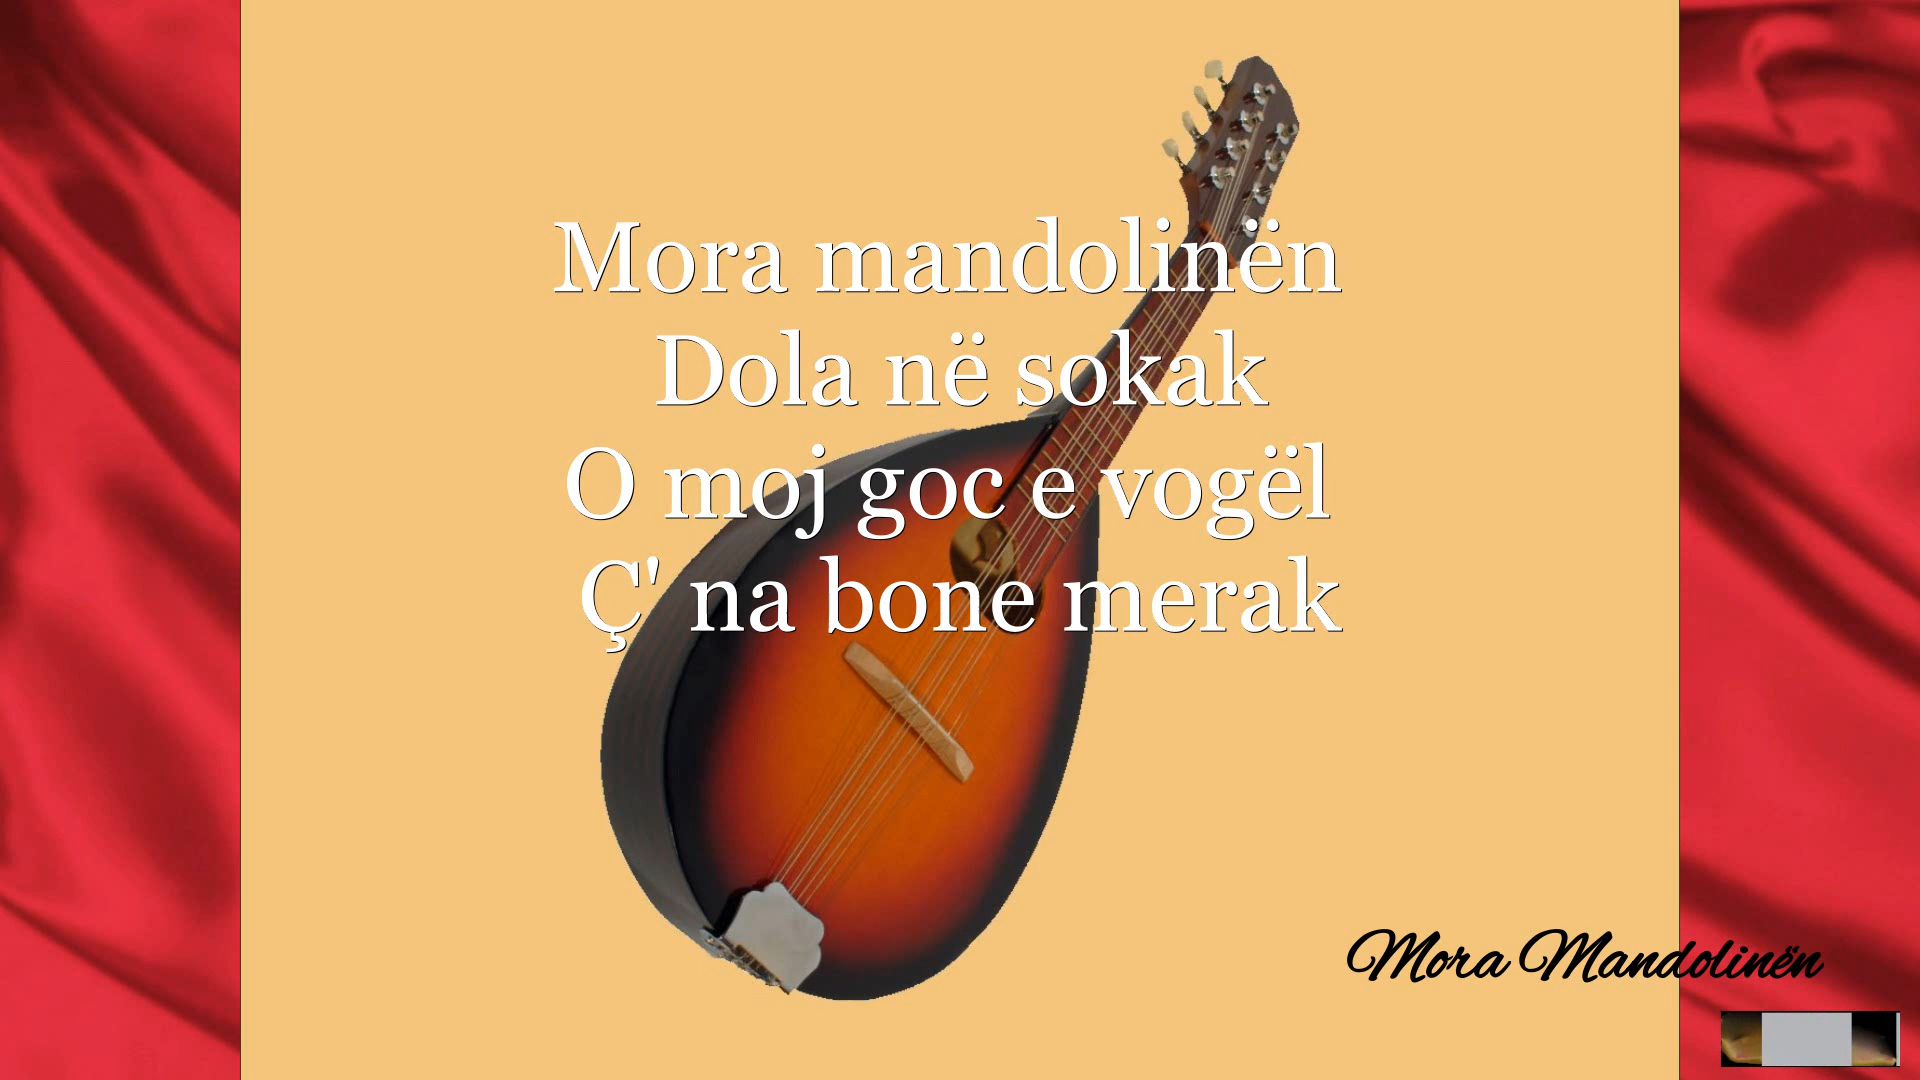 Mora mandolinën
Dola në sokak
O moj goc e vogël
Ç' na bone merak
Mora Mandolinën